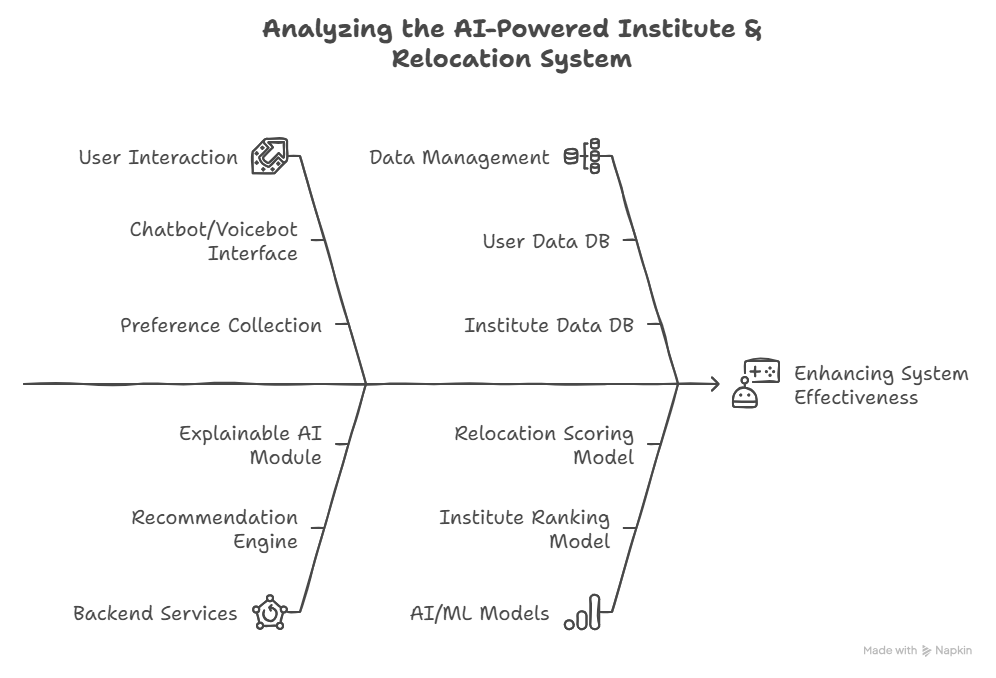 Analyzing the AI-Powered Institute &
Relocation System
User Interaction
Data Management
Chatbot/Voicebot
Interface
User Data DB
Preference Collection
Institute Data DB
Enhancing System
Effectiveness
Explainable AI
Module
Relocation Scoring
Model
Recommendation
Engine
Institute Ranking
Model
Backend Services
AI/ML Models
Made with Napkin